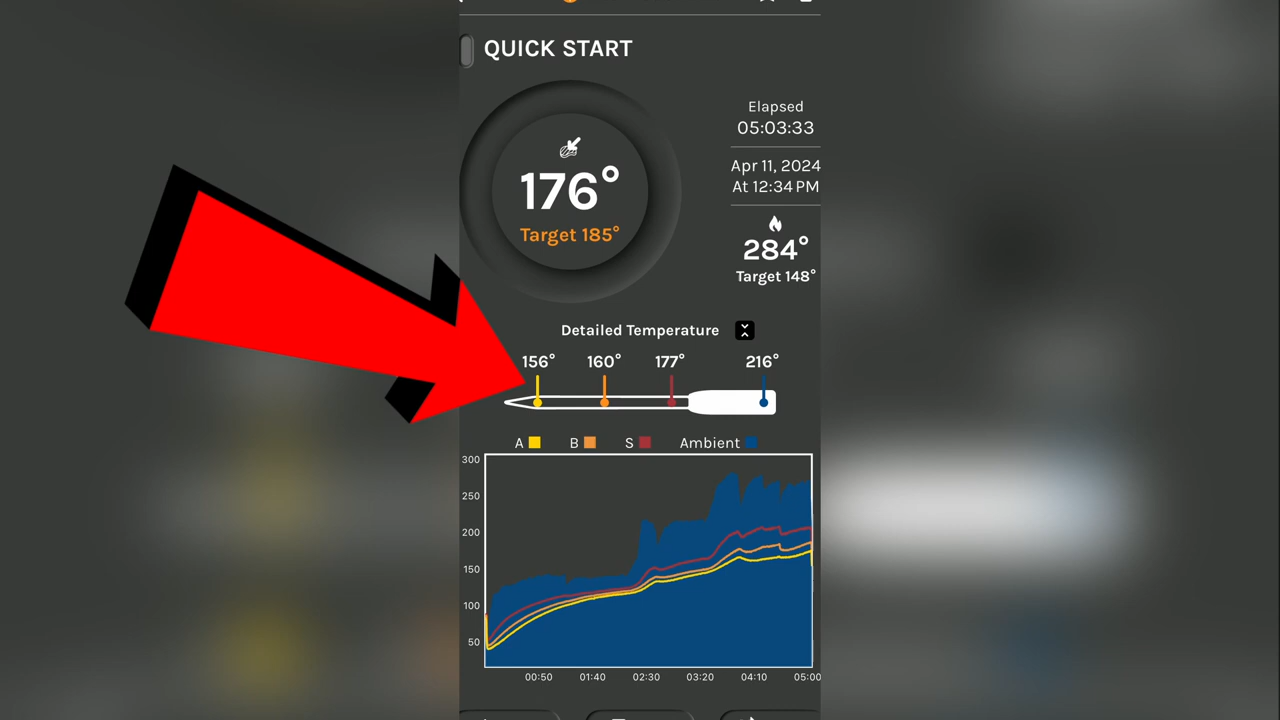 QUICK START
176°
Target 185°
Elapsed
05:03:33
Apr 11, 2024
At 12:34 PM
284°
Target 148°
Detailed Temperature
156° 160° 177° 216°
A B S Ambient
300
250
200
150
100
50
00:50 01:40 02:30 03:20 04:10 05:00